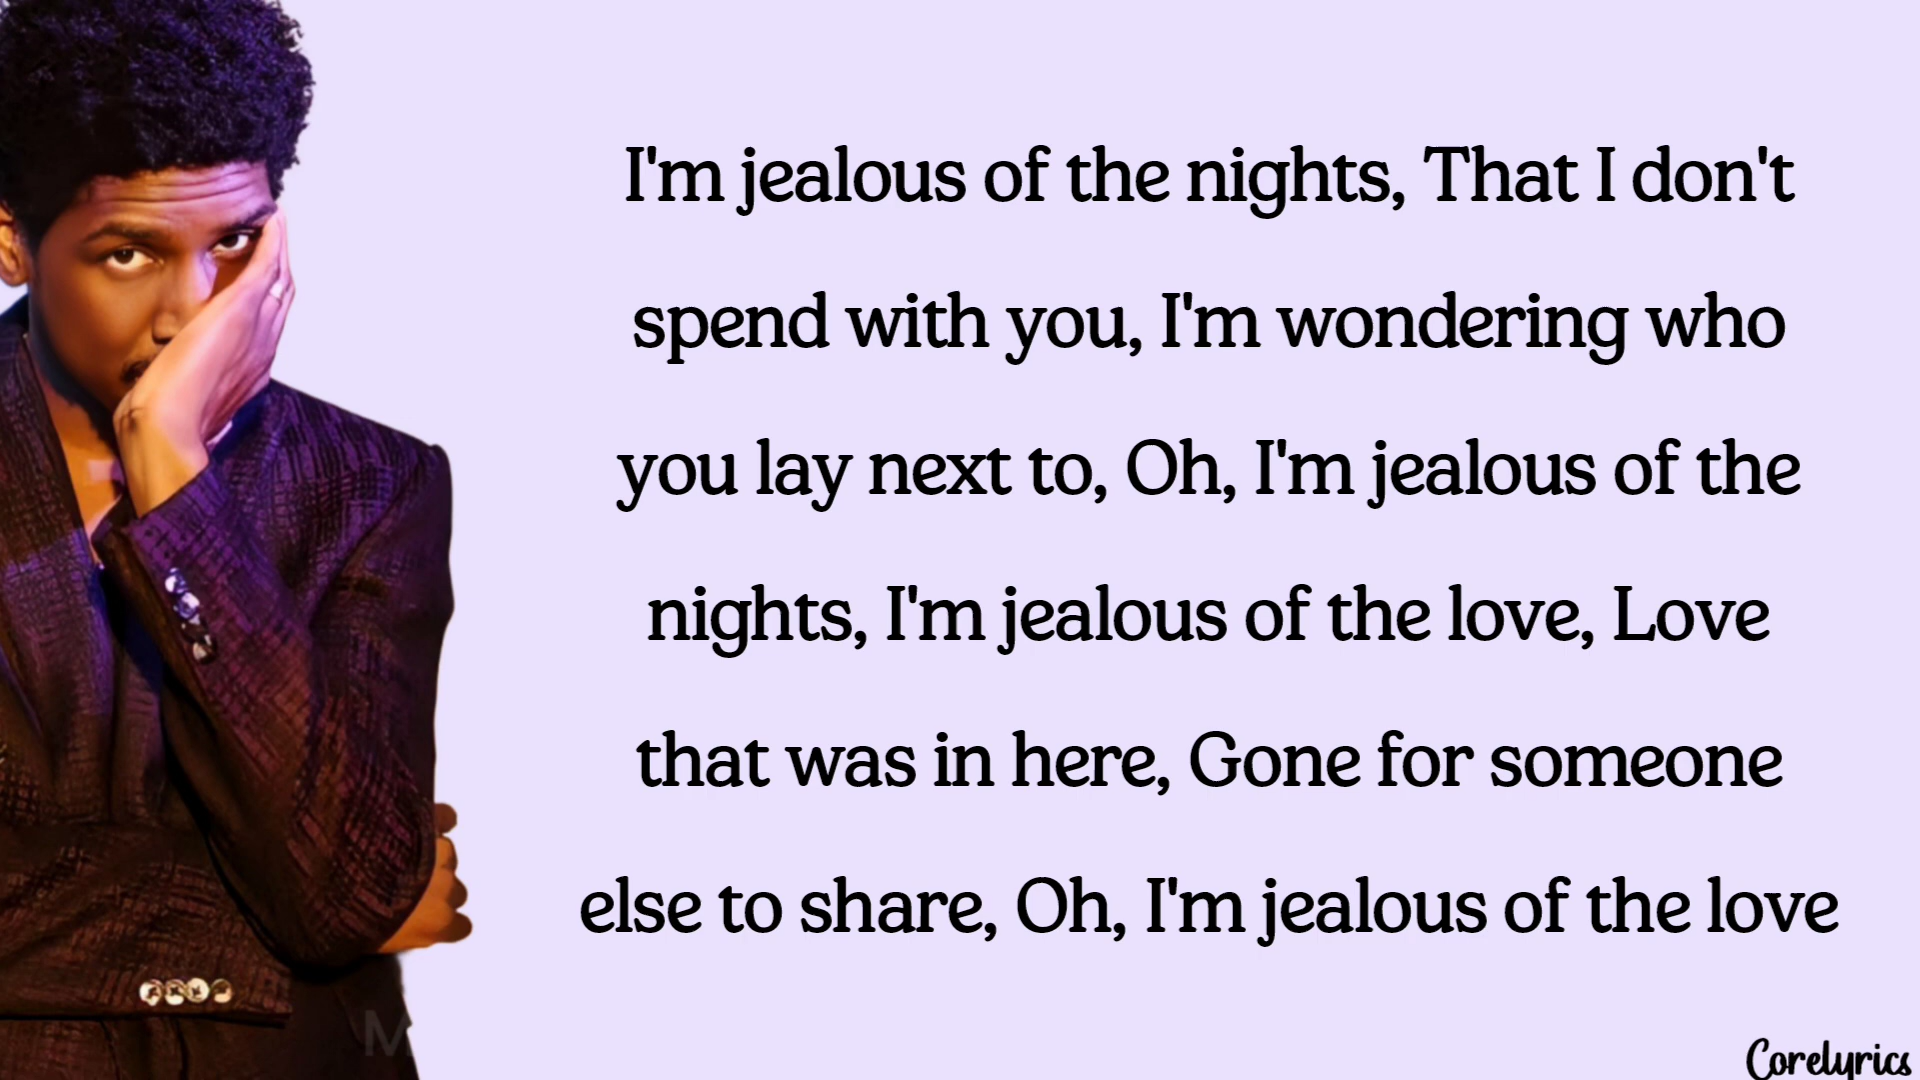 I'm jealous of the nights, That I don't
spend with you, I'm wondering who
you lay next to, Oh, I'm jealous of the
nights, I'm jealous of the love, Love
that was in here, Gone for someone
else to share, Oh, I'm jealous of the love
M
Corelyrics